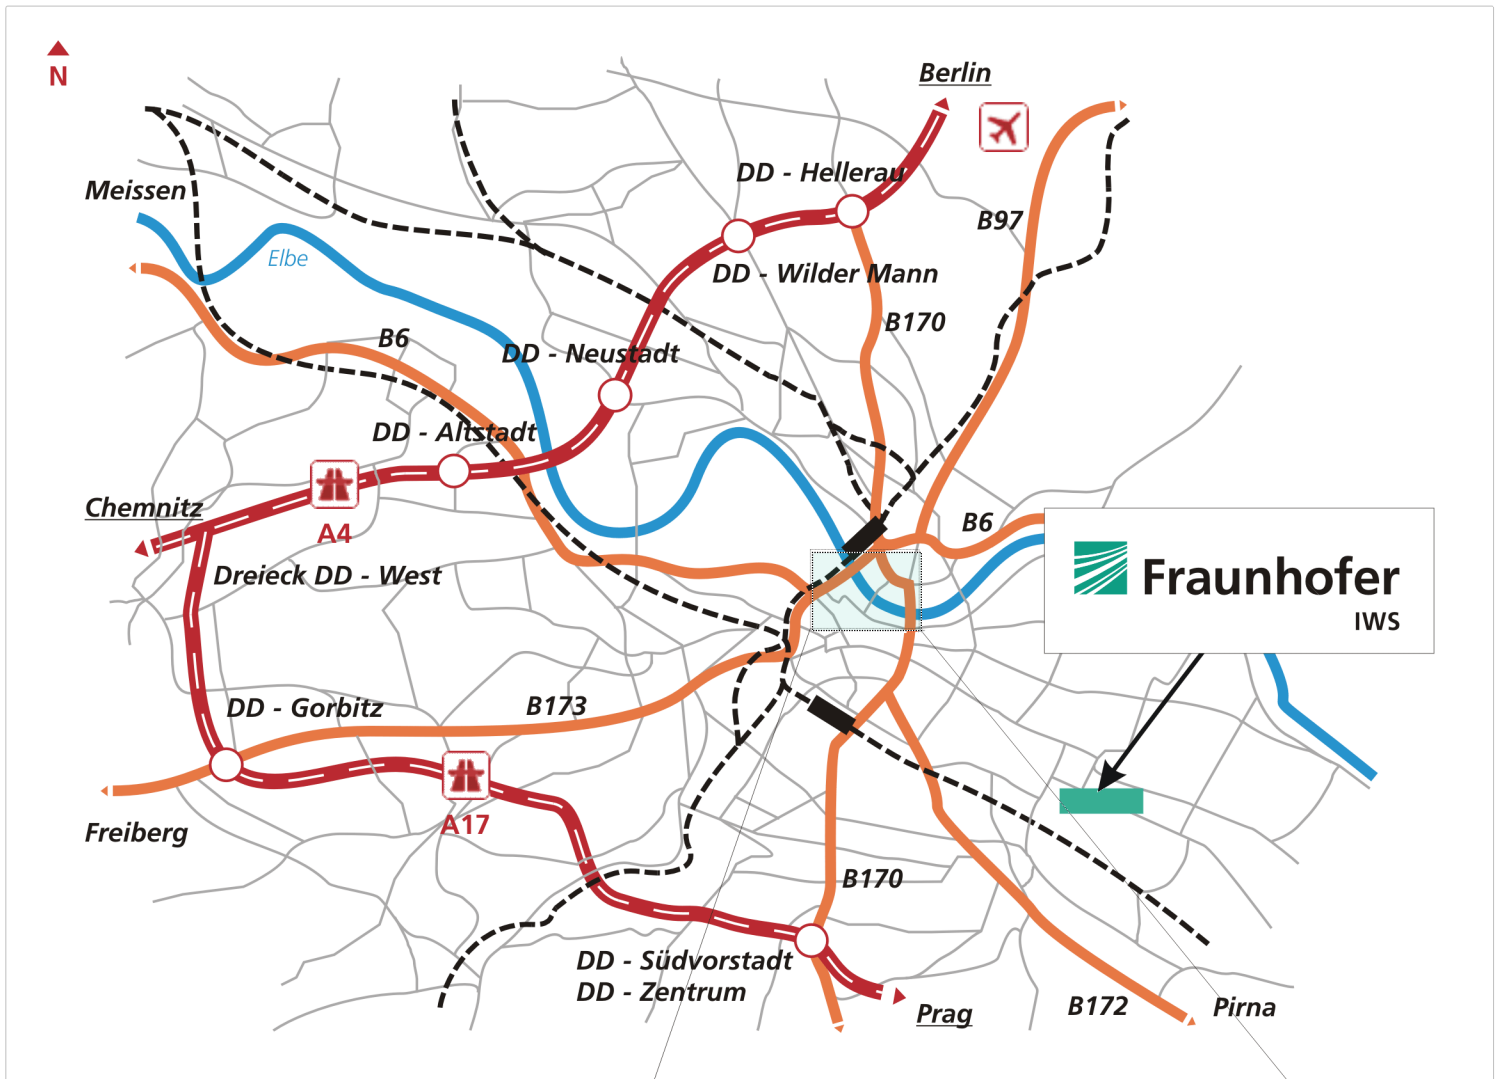 N
Berlin
DD - Hellerau
Meissen
B97
Elbe
DD - Wilder Mann
B170
B6
DD - Neustadt
DD - Altstadt
Chemnitz
A4
B6
Dreieck DD - West
Fraunhofer
IWS
DD - Gorbitz
B173
A17
Freiberg
B170
DD - Südvorstadt
DD - Zentrum
Prag
B172
Pirna